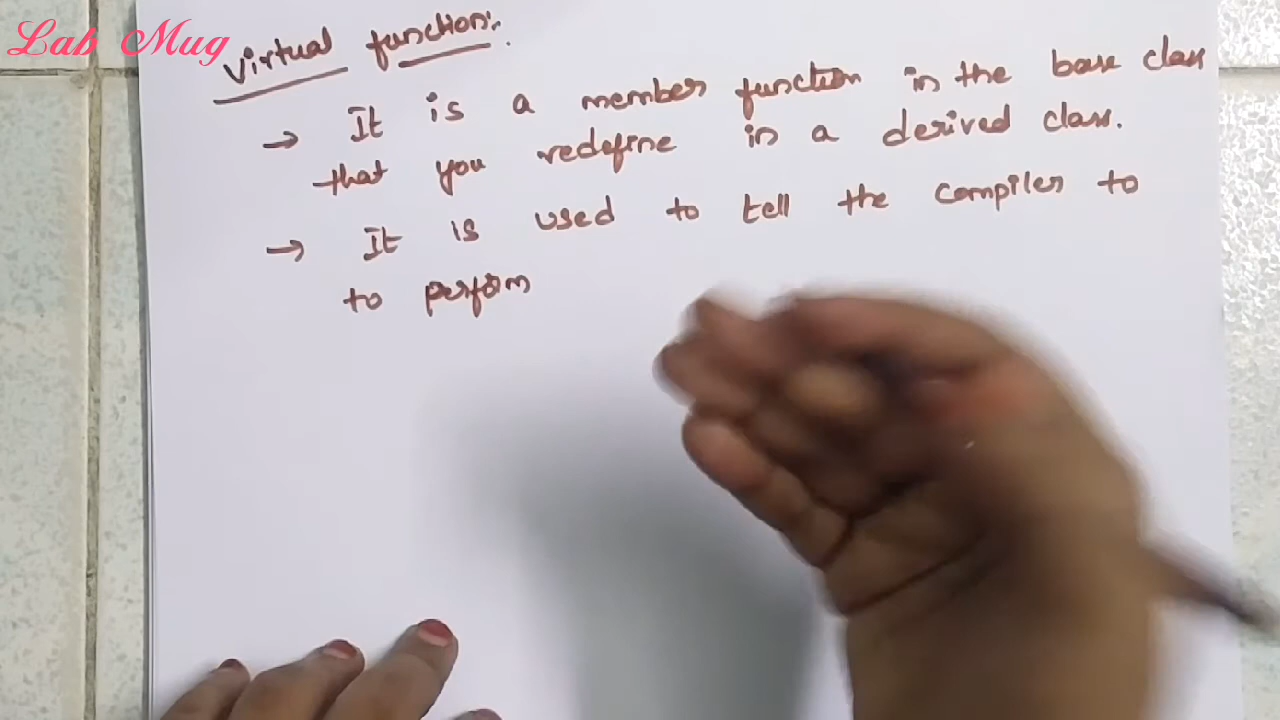 Lab Mug
Virtual function:.
→ It is a member function in the base class
that you redefine in a derived class.
→ It is used to tell the compiler to
to perform